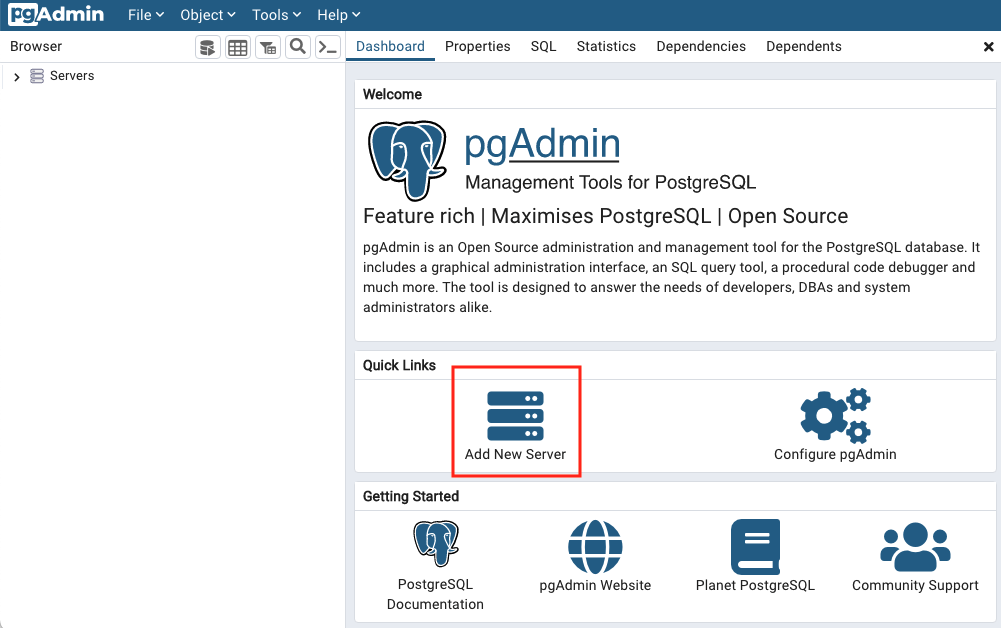 pgAdmin File Object Tools Help
Browser
Dashboard Properties SQL Statistics Dependencies Dependents
Servers
Welcome
pgAdmin
Management Tools for PostgreSQL
Feature rich | Maximises PostgreSQL | Open Source
pgAdmin is an Open Source administration and management tool for the PostgreSQL database. It
includes a graphical administration interface, an SQL query tool, a procedural code debugger and
much more. The tool is designed to answer the needs of developers, DBAs and system
administrators alike.
Quick Links
Add New Server
Configure pgAdmin
Getting Started
PostgreSQL
Documentation
pgAdmin Website
Planet PostgreSQL
Community Support